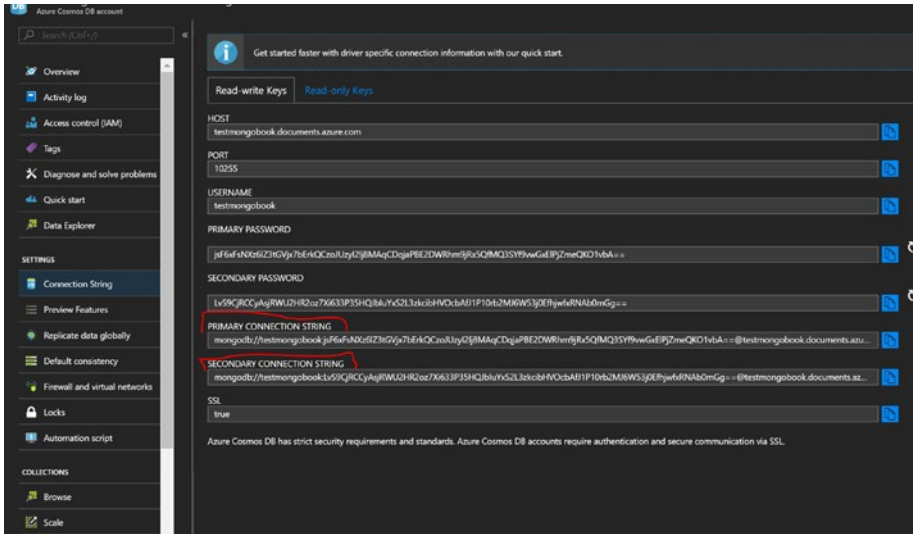 Azure Cosmos DB account
Search (Ctrl+/)
Overview
Activity log
Access control (IAM)
Tags
Diagnose and solve problems
Quick start
Data Explorer
SETTINGS
Connection String
Preview Features
Replicate data globally
Default consistency
Firewall and virtual networks
Locks
Automation script
COLLECTIONS
Browse
Scale
Get started faster with driver specific connection information with our quick start.
Read-write Keys Read-only Keys
HOST
testmongobook.documents.azure.com
PORT
10255
USERNAME
testmongobook
PRIMARY PASSWORD
SECONDARY PASSWORD
PRIMARY CONNECTION STRING
SECONDARY CONNECTION STRING
SSL
true
Azure Cosmos DB has strict security requirements and standards. Azure Cosmos DB accounts require authentication and secure communication via SSL.